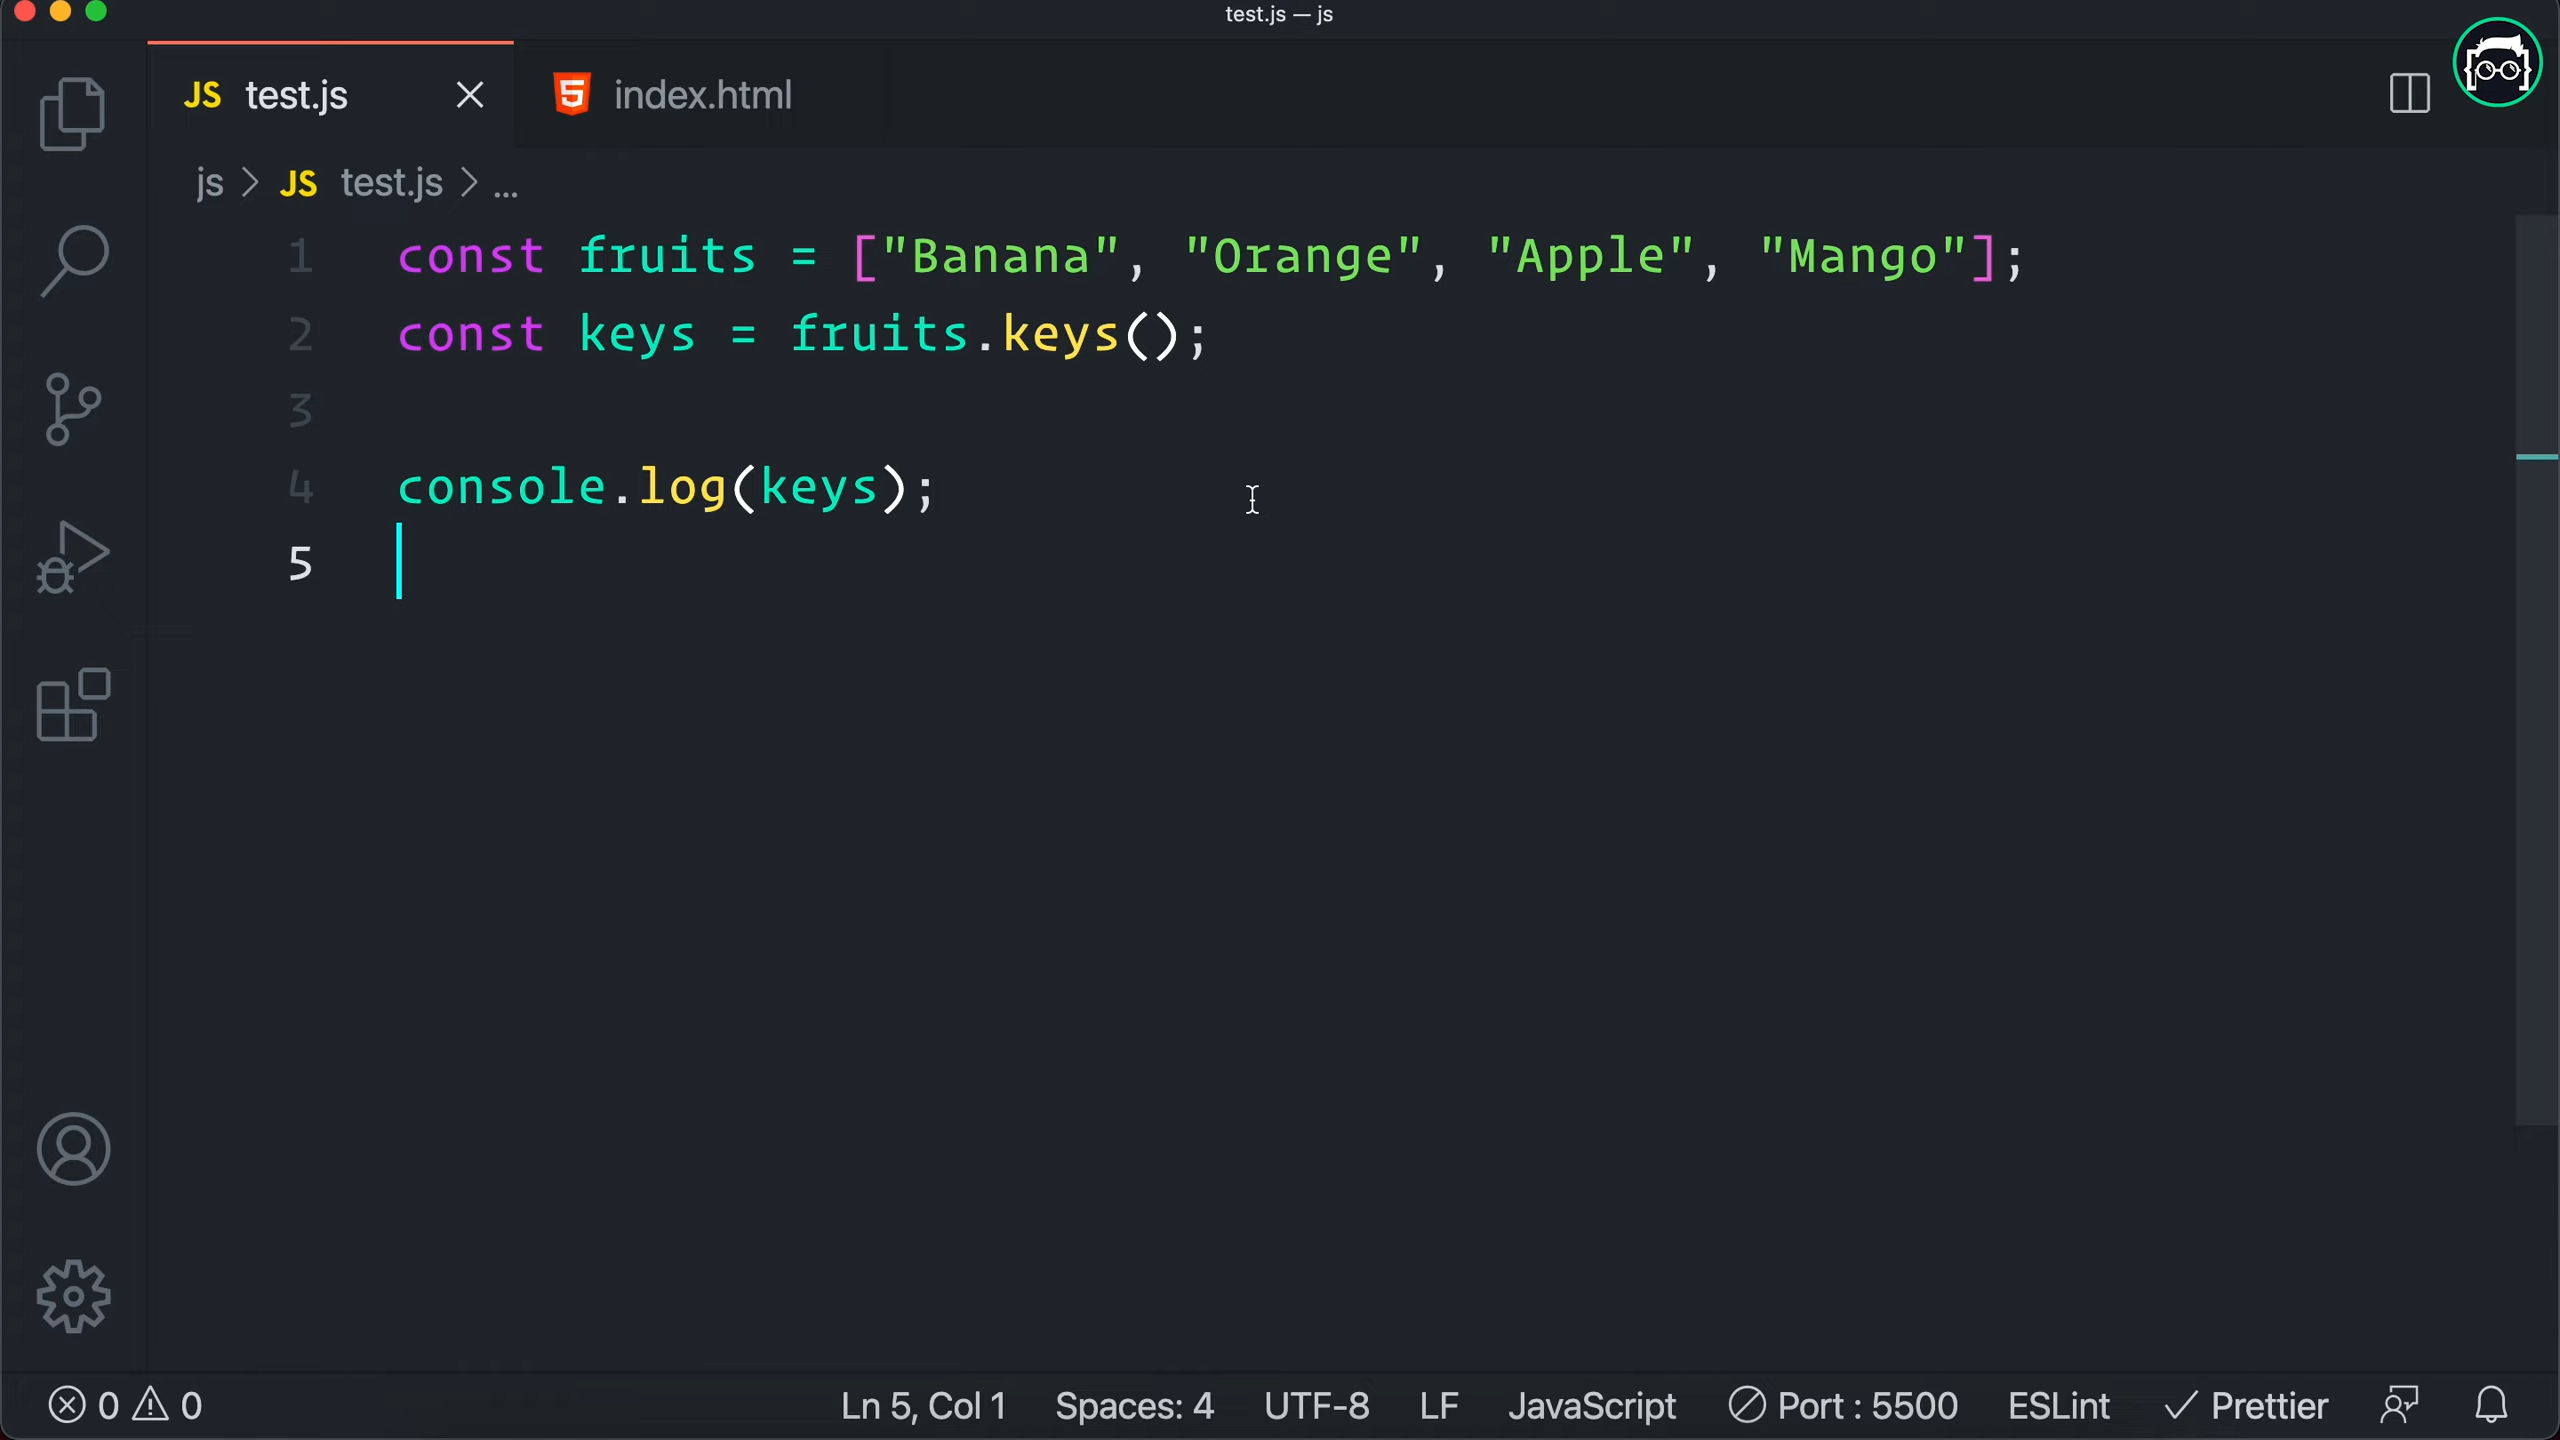 test.js — js
JS test.js
index.html
js > JS test.js > ...
1 const fruits = ["Banana", "Orange", "Apple", "Mango"];
2 const keys = fruits.keys();
3
4 console.log(keys);
5
0 0 Ln 5, Col 1 Spaces: 4 UTF-8 LF JavaScript Port : 5500 ESLint Prettier